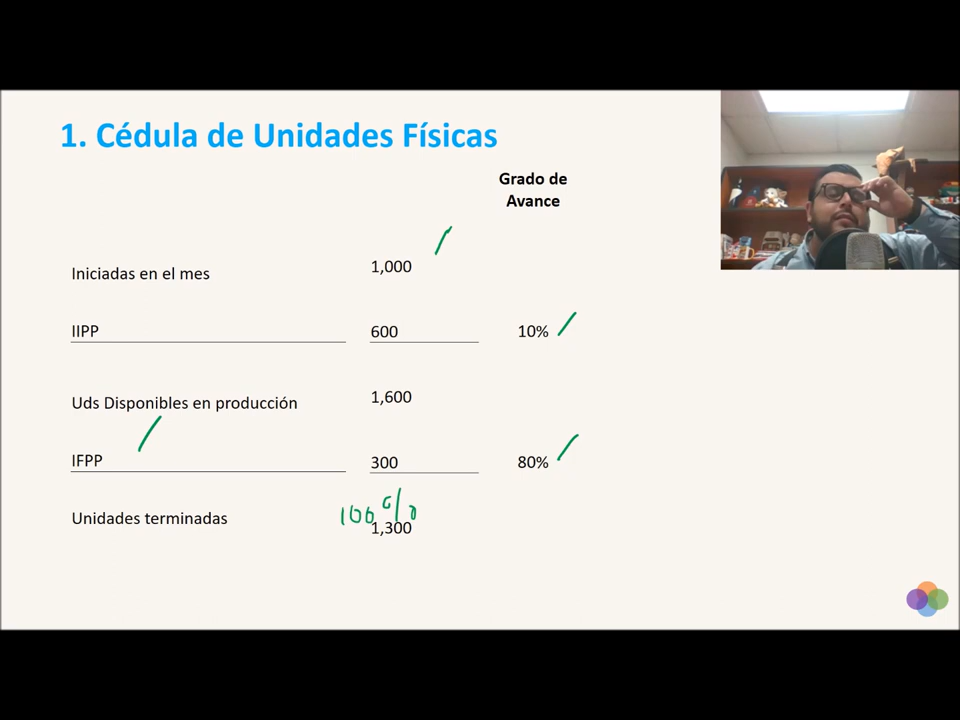 1. Cédula de Unidades Físicas
Grado de
Avance
Iniciadas en el mes 1,000
IIPP 600 10%
Uds Disponibles en producción 1,600
IFPP 300 80%
100%
Unidades terminadas 1,300